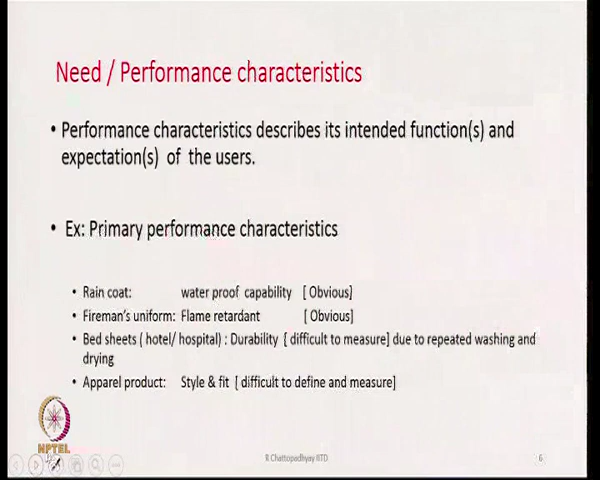 Need / Performance characteristics
• Performance characteristics describes its intended function(s) and
expectation(s) of the users.
• Ex: Primary performance characteristics
• Rain coat: water proof capability [ Obvious]
• Fireman's uniform: Flame retardant [ Obvious]
• Bed sheets ( hotel/ hospital) : Durability { difficult to measure] due to repeated washing and
drying
• Apparel product: Style & fit { difficult to define and measure]
NPTEL
R Chattopadhyay IITD
6